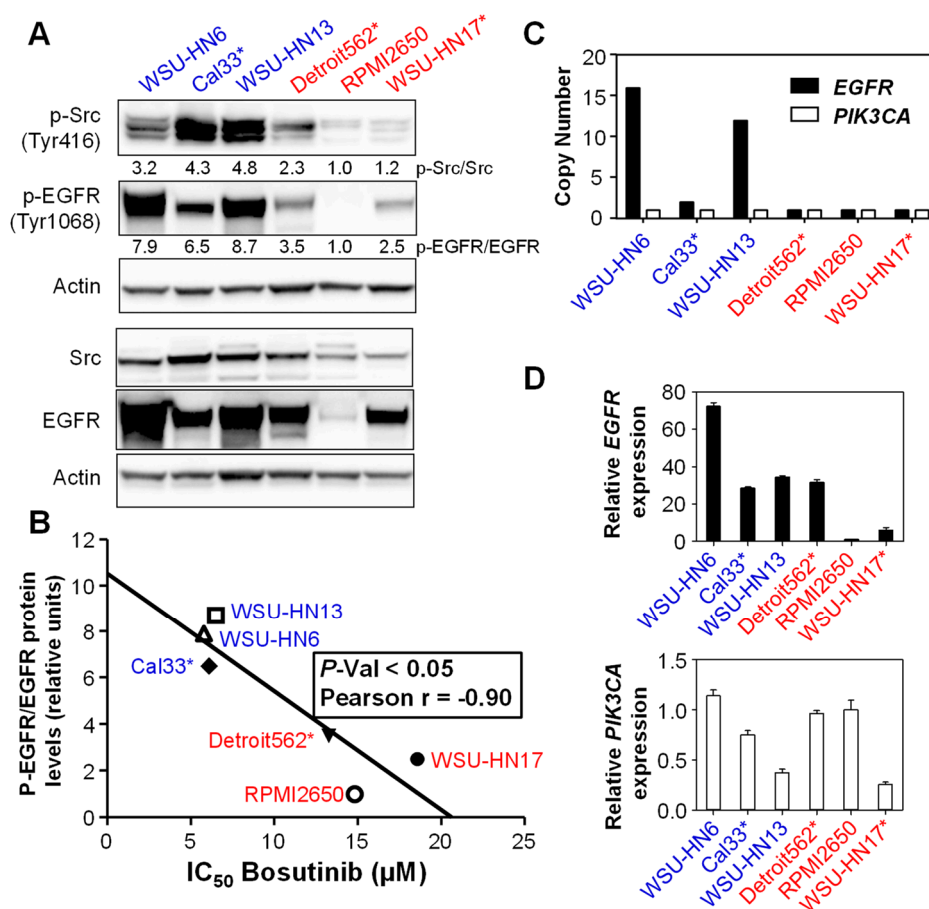 A
WSU-HN6
Cal33*
WSU-HN13
Detroit562*
RPMI2650
WSU-HN17*
p-Src
(Tyr416)
3.2 4.3 4.8 2.3 1.0 1.2 p-Src/Src
p-EGFR
(Tyr1068)
7.9 6.5 8.7 3.5 1.0 2.5 p-EGFR/EGFR
Actin
Src
EGFR
Actin
B
P-EGFR/EGFR protein
levels (relative units)
12
10
8
6
4
2
0
WSU-HN13
WSU-HN6
Cal33*
P-Val < 0.05
Pearson r = -0.90
Detroit562*
WSU-HN17
RPMI2650
0 5 10 15 20 25
IC50 Bosutinib (µM)
C
Copy Number
20
15
10
5
0
EGFR
PIK3CA
WSU-HN6
Cal33*
WSU-HN13
Detroit562*
RPMI2650
WSU-HN17*
D
Relative EGFR
expression
80
60
40
20
0
WSU-HN6
Cal33*
WSU-HN13
Detroit562*
RPMI2650
WSU-HN17*
Relative PIK3CA
expression
1.5
1.0
0.5
0.0
WSU-HN6
Cal33*
WSU-HN13
Detroit562*
RPMI2650
WSU-HN17*